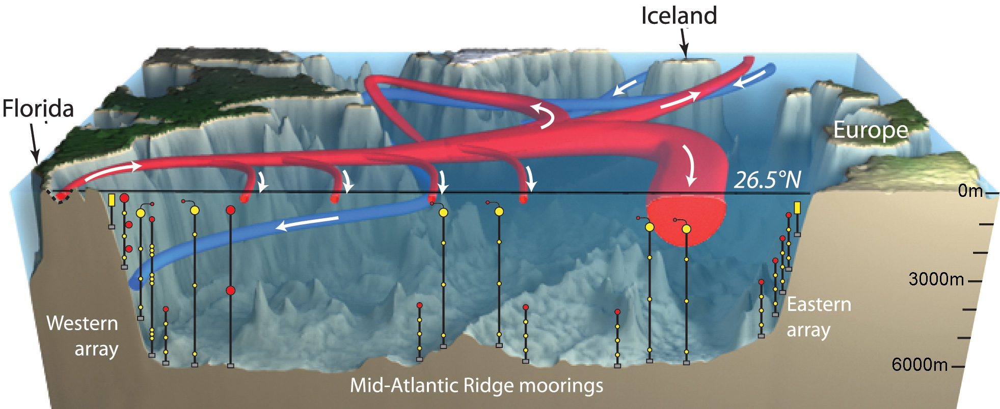 Iceland
Florida
Europe
26.5°N
0m
3000m
Western
array
Eastern
array
6000m
Mid-Atlantic Ridge moorings